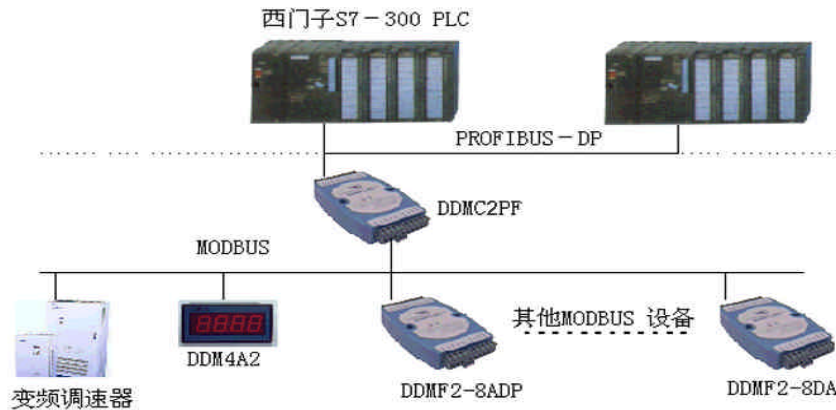 西门子S7－300 PLC
PROFIBUS－DP
DDMC2PF
MODBUS
8888
其他MODBUS 设备
DDM4A2
DDMF2-8ADP
DDMF2-8DA
变频调速器